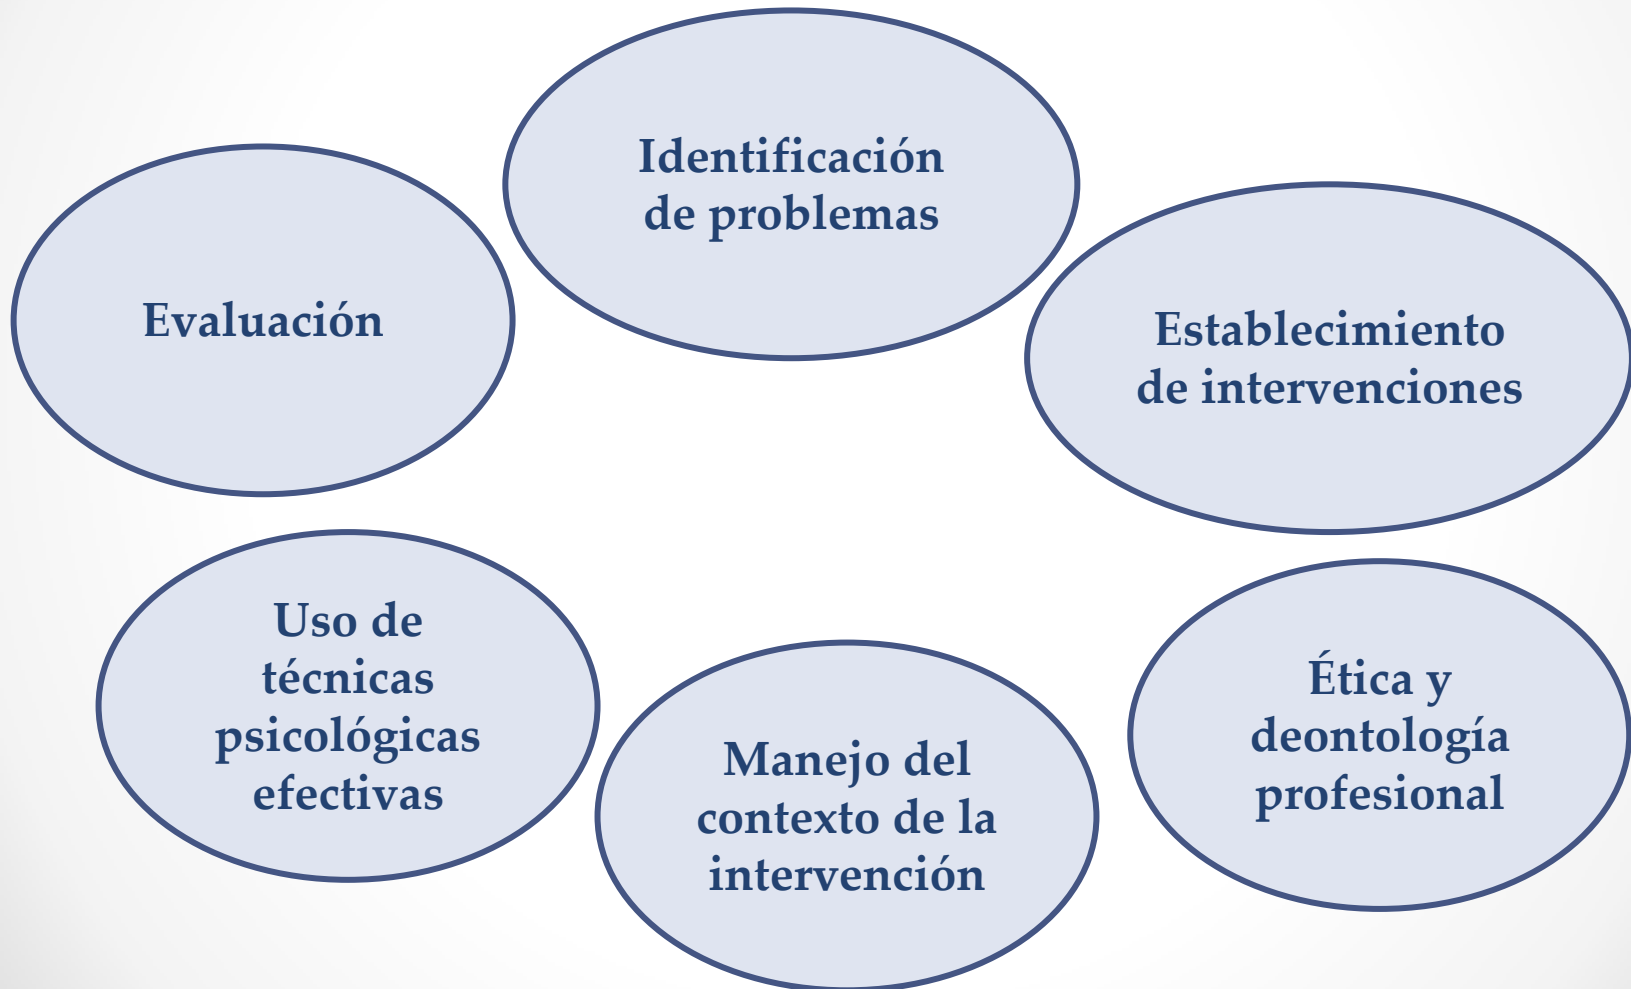 Identificación
de problemas
Evaluación
Establecimiento
de intervenciones
Uso de
técnicas
psicológicas
efectivas
Manejo del
contexto de la
intervención
Ética y
deontología
profesional